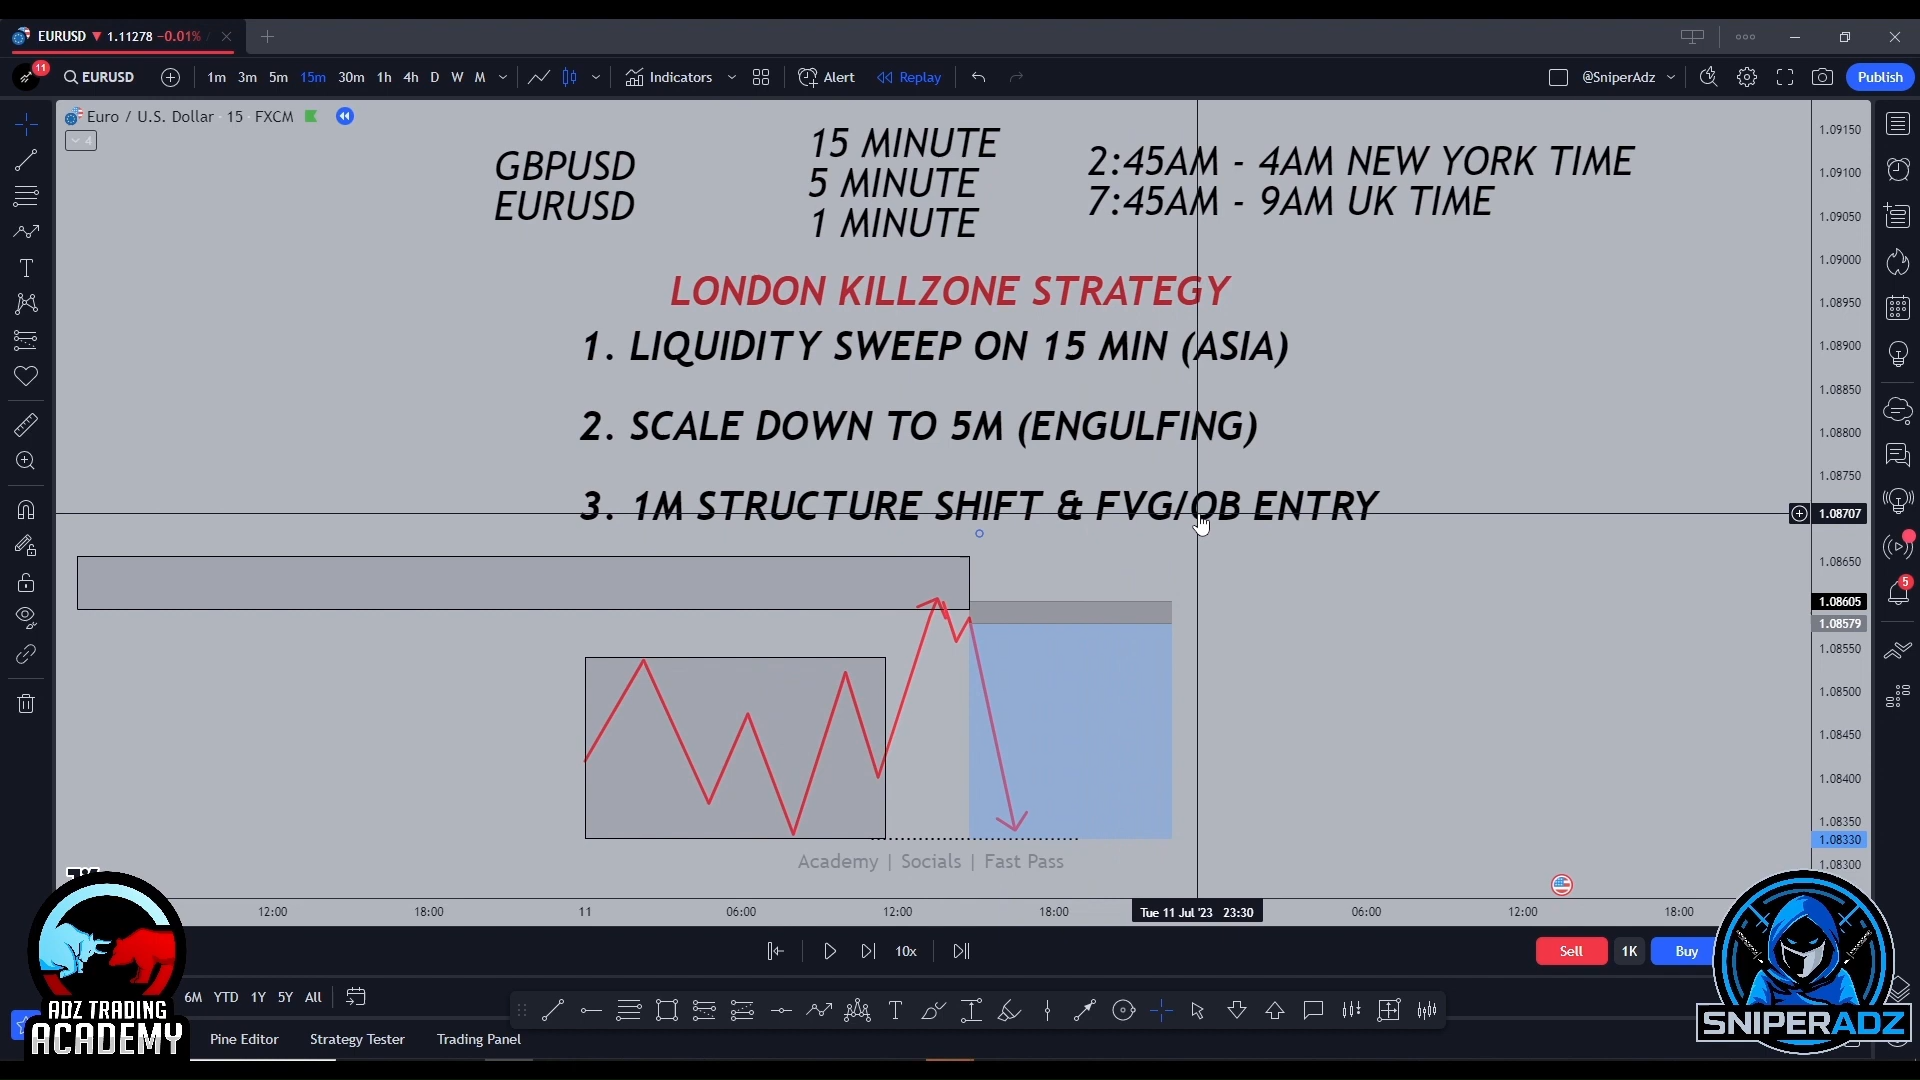 EURUSD ▼ 1.11278 −0.01% /
11
EURUSD
1m 3m 5m 15m 30m 1h 4h D W M
Indicators
Alert
Replay
@SniperAdz
Publish
Euro / U.S. Dollar · 15 · FXCM
4
GBPUSD
EURUSD
15 MINUTE
5 MINUTE
1 MINUTE
2:45AM - 4AM NEW YORK TIME
7:45AM - 9AM UK TIME
LONDON KILLZONE STRATEGY
1. LIQUIDITY SWEEP ON 15 MIN (ASIA)
2. SCALE DOWN TO 5M (ENGULFING)
3. 1M STRUCTURE SHIFT & FVG/OB ENTRY
1.09150
1.09100
1.09050
1.09000
1.08950
1.08900
1.08850
1.08800
1.08750
1.08707
1.08650
1.08605
1.08579
1.08550
1.08500
1.08450
1.08400
1.08350
1.08330
1.08300
5
Academy | Socials | Fast Pass
12:00 18:00 11 06:00 12:00 18:00 Tue 11 Jul '23 23:30 06:00 12:00 18:00
10x
Sell 1K Buy
6M YTD 1Y 5Y All
Pine Editor Strategy Tester Trading Panel
ADZ TRADING
ACADEMY
SNIPERADZ